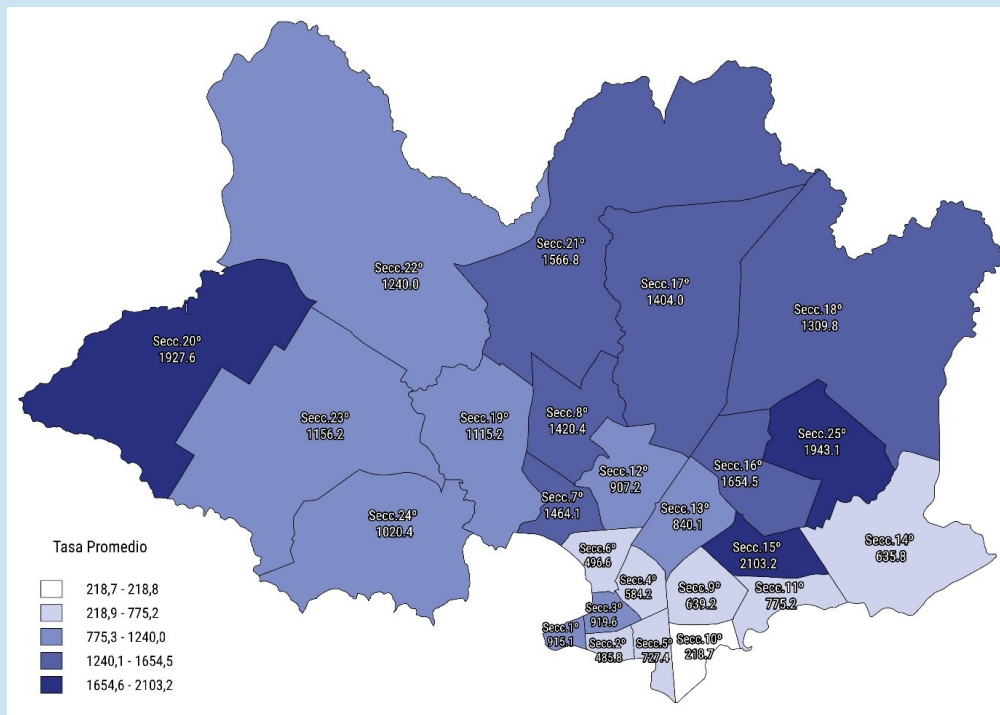 Secc.21º
1566.8
Secc.22º
1240.0
Secc.17º
1404.0
Secc.18º
1309.8
Secc.20º
1927.6
Secc.23º
1156.2
Secc.19º
1115.2
Secc.8º
1420.4
Secc.25º
1943.1
Secc.12º
907.2
Secc.16º
1654.5
Secc.7º
1464.1
Secc.13º
840.1
Secc.24º
1020.4
Secc.6º
496.6
Secc.15º
2103.2
Secc.14º
635.8
Secc.4º
584.2
Secc.9º
639.2
Secc.11º
775.2
Secc.3º
919.6
Secc.1º
915.1
Secc.2º
485.8
Secc.5º
727.4
Secc.10º
218.7
Tasa Promedio
218,7 - 218,8
218,9 - 775,2
775,3 - 1240,0
1240,1 - 1654,5
1654,6 - 2103,2